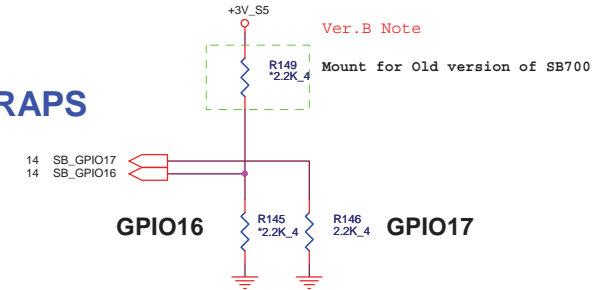 +3V_S5
Ver.B Note
R149
*2.2K_4
Mount for Old version of SB700
RAPS
14 SB_GPIO17
14 SB_GPIO16
GPIO16
R145
*2.2K_4
R146
2.2K_4
GPIO17